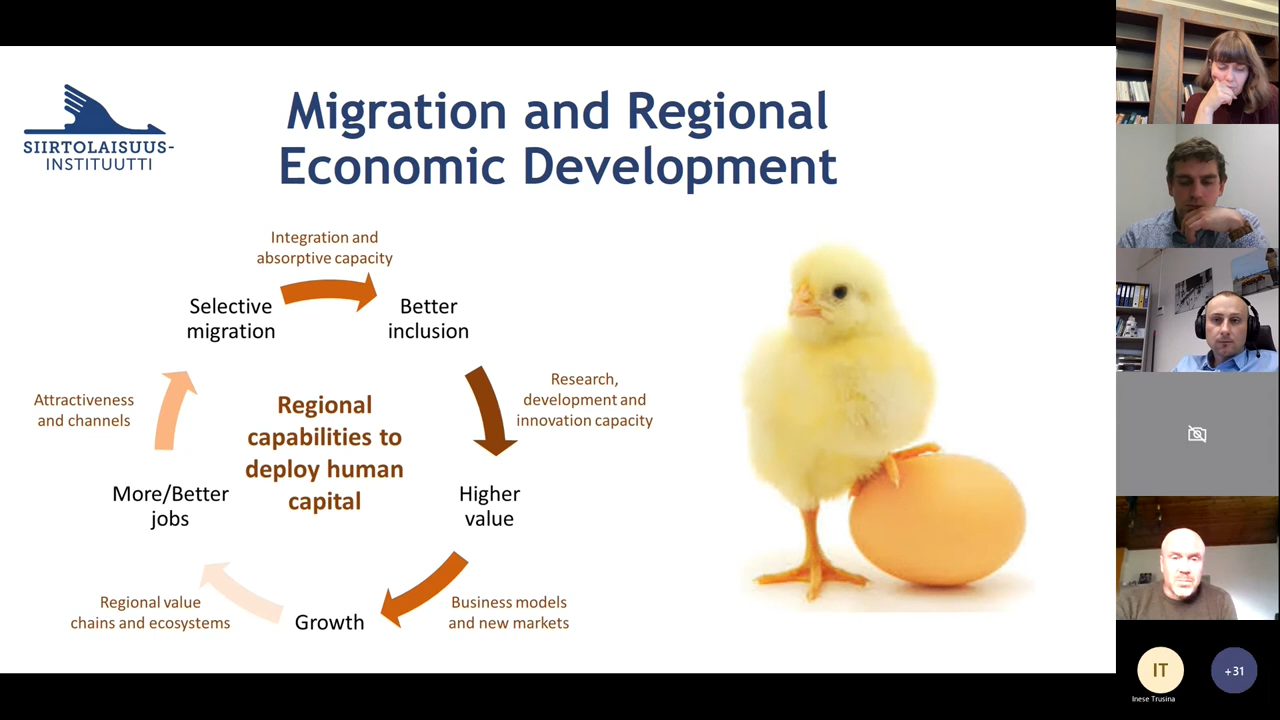 SIIRTOLAISUUS-
INSTITUUTTI
Migration and Regional
Economic Development
Integration and
absorptive capacity
Selective
migration
Better
inclusion
Attractiveness
and channels
Regional
capabilities to
deploy human
capital
Research,
development and
innovation capacity
More/Better
jobs
Higher
value
Regional value
chains and ecosystems
Growth
Business models
and new markets
IT
Inese Trusina
+31